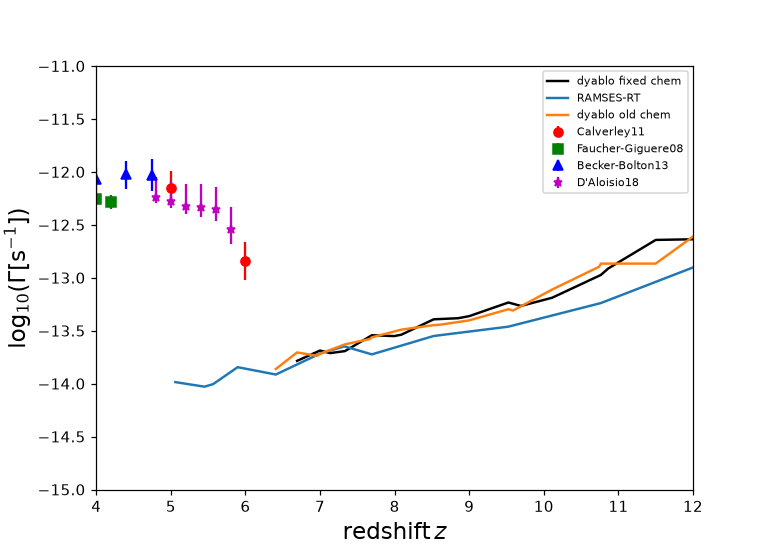 −11.0
−11.5
−12.0
−12.5
−13.0
−13.5
−14.0
−14.5
−15.0
log₁₀(Γ[s⁻¹])
4 5 6 7 8 9 10 11 12
redshift z
dyablo fixed chem
RAMSES-RT
dyablo old chem
Calverley11
Faucher-Giguere08
Becker-Bolton13
D'Aloisio18